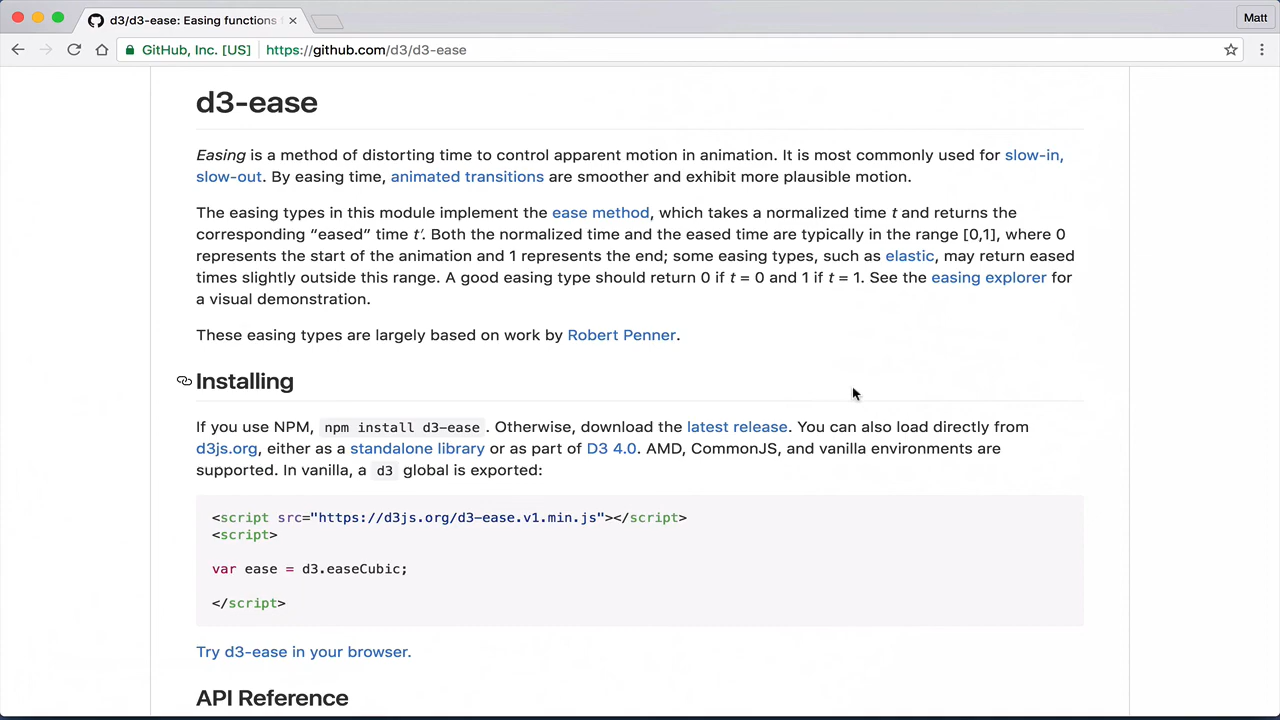 d3/d3-ease: Easing functions
Matt
GitHub, Inc. [US]
https://github.com/d3/d3-ease
d3-ease
Easing is a method of distorting time to control apparent motion in animation. It is most commonly used for slow-in,
slow-out. By easing time, animated transitions are smoother and exhibit more plausible motion.
The easing types in this module implement the ease method, which takes a normalized time t and returns the
corresponding “eased” time t′. Both the normalized time and the eased time are typically in the range [0,1], where 0
represents the start of the animation and 1 represents the end; some easing types, such as elastic, may return eased
times slightly outside this range. A good easing type should return 0 if t = 0 and 1 if t = 1. See the easing explorer for
a visual demonstration.
These easing types are largely based on work by Robert Penner.
Installing
If you use NPM, npm install d3-ease. Otherwise, download the latest release. You can also load directly from
d3js.org, either as a standalone library or as part of D3 4.0. AMD, CommonJS, and vanilla environments are
supported. In vanilla, a d3 global is exported:
<script src="https://d3js.org/d3-ease.v1.min.js"></script>
<script>
var ease = d3.easeCubic;
</script>
Try d3-ease in your browser.
API Reference